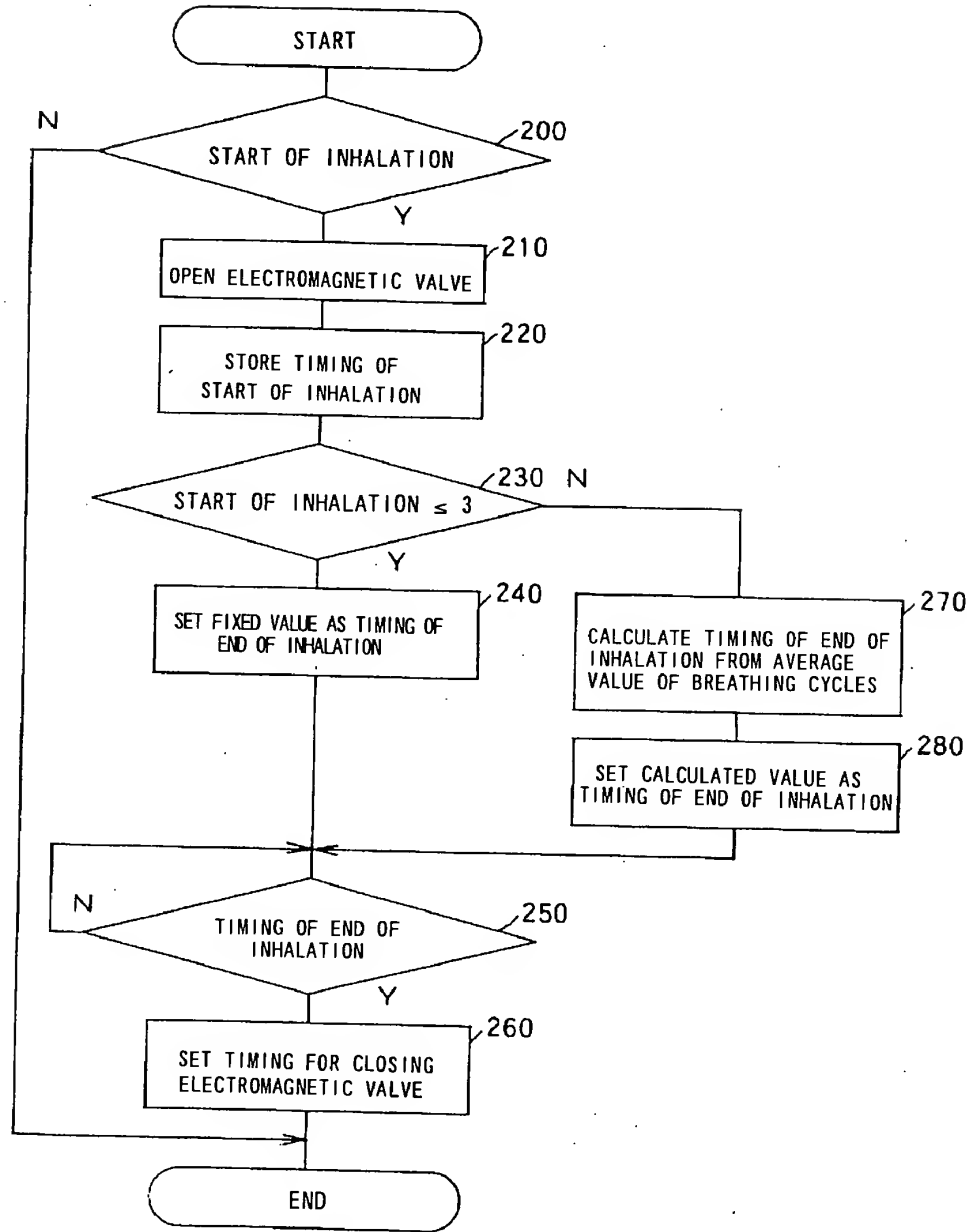 START
N
200
START OF INHALATION
Y
210
OPEN ELECTROMAGNETIC VALVE
220
STORE TIMING OF
START OF INHALATION
230
N
START OF INHALATION ≤ 3
Y
240
SET FIXED VALUE AS TIMING OF
END OF INHALATION
270
CALCULATE TIMING OF END OF
INHALATION FROM AVERAGE
VALUE OF BREATHING CYCLES
280
SET CALCULATED VALUE AS
TIMING OF END OF INHALATION
N
250
TIMING OF END OF
INHALATION
Y
260
SET TIMING FOR CLOSING
ELECTROMAGNETIC VALVE
END